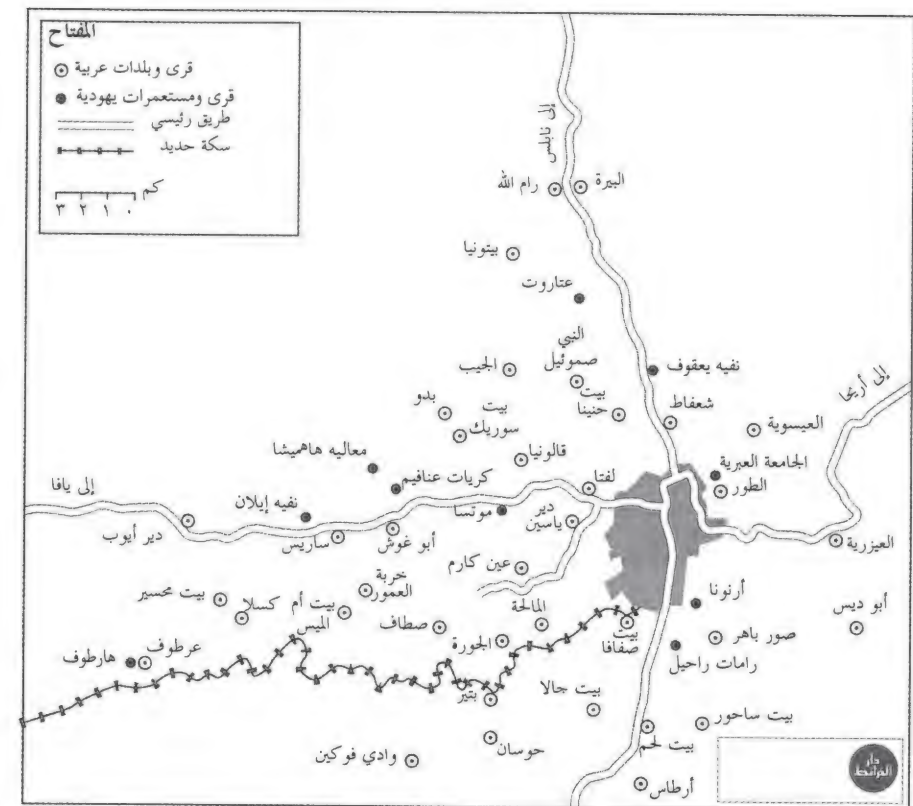 المفتاح
قرى وبلدات عربية
قرى ومستعمرات يهودية
طريق رئيسي
سكة حديد
كم
٣ ٢ ١ ٠
إلى نابلس
رام الله
البيرة
بيتونيا
عتاروت
النبي
صموئيل
الجيب
نفيه يعقوف
إلى أريحا
بيت
حنينا
شعفاط
العيسوية
بدو
بيت
سوريك
قالونيا
الجامعة العبرية
الطور
معاليه هاهميشا
كريات عنافيم
لفتا
إلى يافا
نفيه إيلان
موتسا
دير
ياسين
دير أيوب
ساريس
أبو غوش
العيزرية
عين كارم
خربة
العمور
أرنونا
أبو ديس
بيت محسير
كسلا
بيت أم
الميس
صطاف
المالحة
الجورة
بيت
صفافا
صور باهر
رامات راحيل
هارطوف
عرطوف
بتير
بيت جالا
بيت ساحور
بيت لحم
حوسان
وادي فوكين
أرطاس
دار
الخرائط